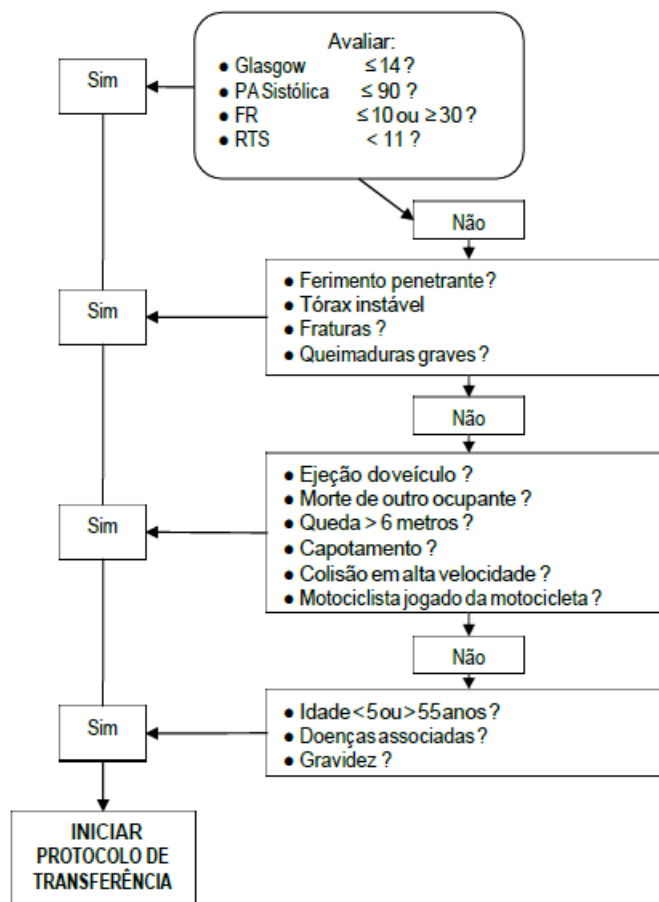 Avaliar:
● Glasgow ≤ 14 ?
● PA Sistólica ≤ 90 ?
● FR ≤ 10 ou ≥ 30 ?
● RTS < 11 ?
Sim
Não
● Ferimento penetrante ?
● Tórax instável
● Fraturas ?
● Queimaduras graves ?
Sim
Não
● Ejeção do veículo ?
● Morte de outro ocupante ?
● Queda > 6 metros ?
● Capotamento ?
● Colisão em alta velocidade ?
● Motociclista jogado da motocicleta ?
Sim
Não
● Idade < 5 ou > 55 anos ?
● Doenças associadas ?
● Gravidez ?
Sim
INICIAR
PROTOCOLO DE
TRANSFERÊNCIA